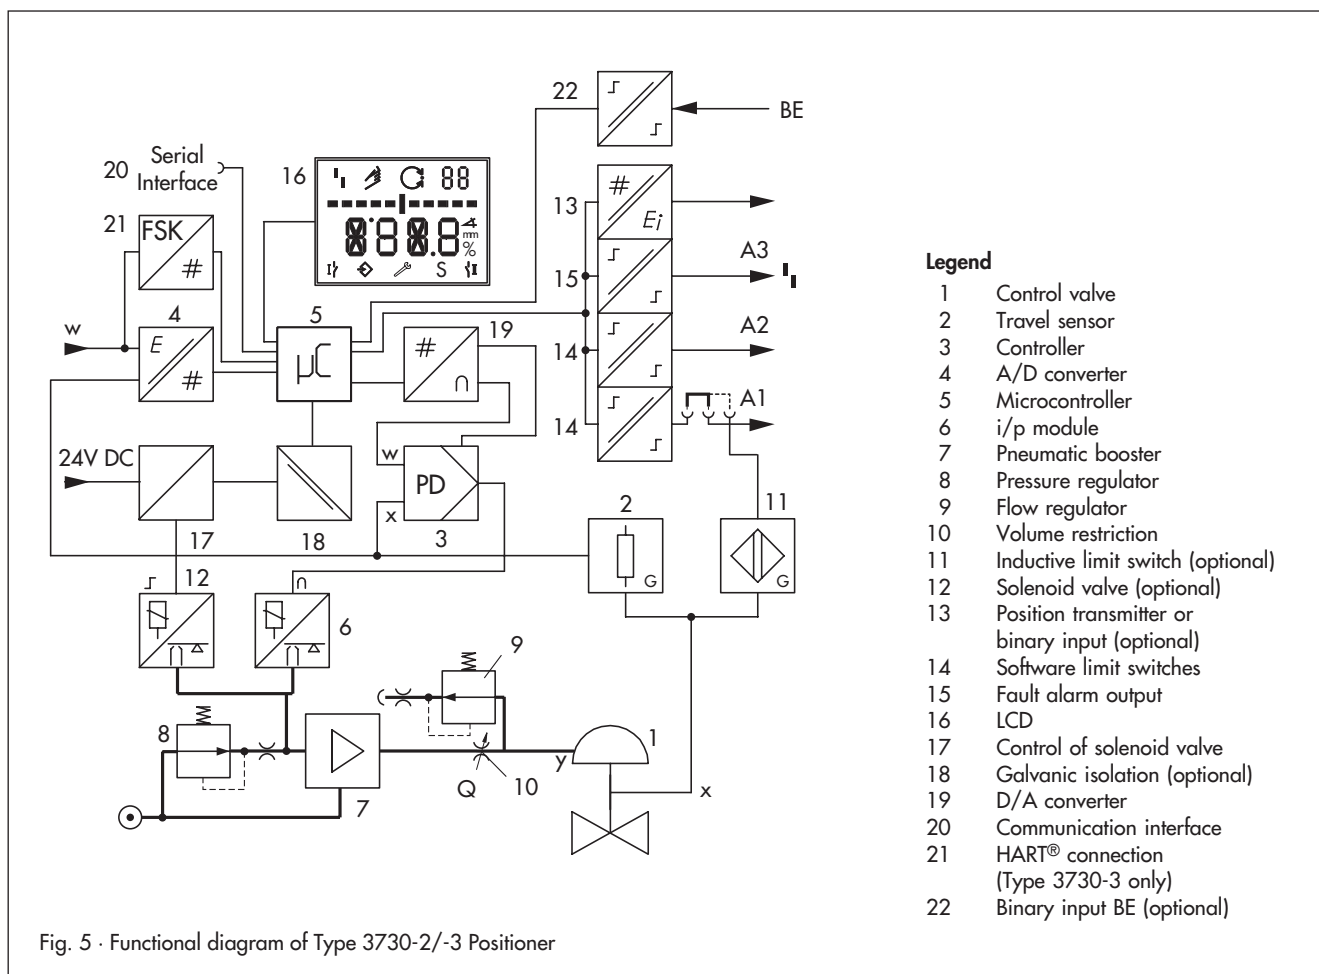 22
BE
Serial
Interface
20
16
88
8°8.8
mm
%
S
21
FSK
#
13
#
Ei
15
A3
w
4
E
#
5
µC
19
#
∩
14
A2
14
A1
24V DC
w
PD
x
3
17
18
2
G
11
G
12
∩
6
9
8
7
Q
10
y
1
x
Legend
1 Control valve
2 Travel sensor
3 Controller
4 A/D converter
5 Microcontroller
6 i/p module
7 Pneumatic booster
8 Pressure regulator
9 Flow regulator
10 Volume restriction
11 Inductive limit switch (optional)
12 Solenoid valve (optional)
13 Position transmitter or
binary input (optional)
14 Software limit switches
15 Fault alarm output
16 LCD
17 Control of solenoid valve
18 Galvanic isolation (optional)
19 D/A converter
20 Communication interface
21 HART® connection
(Type 3730-3 only)
22 Binary input BE (optional)
Fig. 5 · Functional diagram of Type 3730-2/-3 Positioner